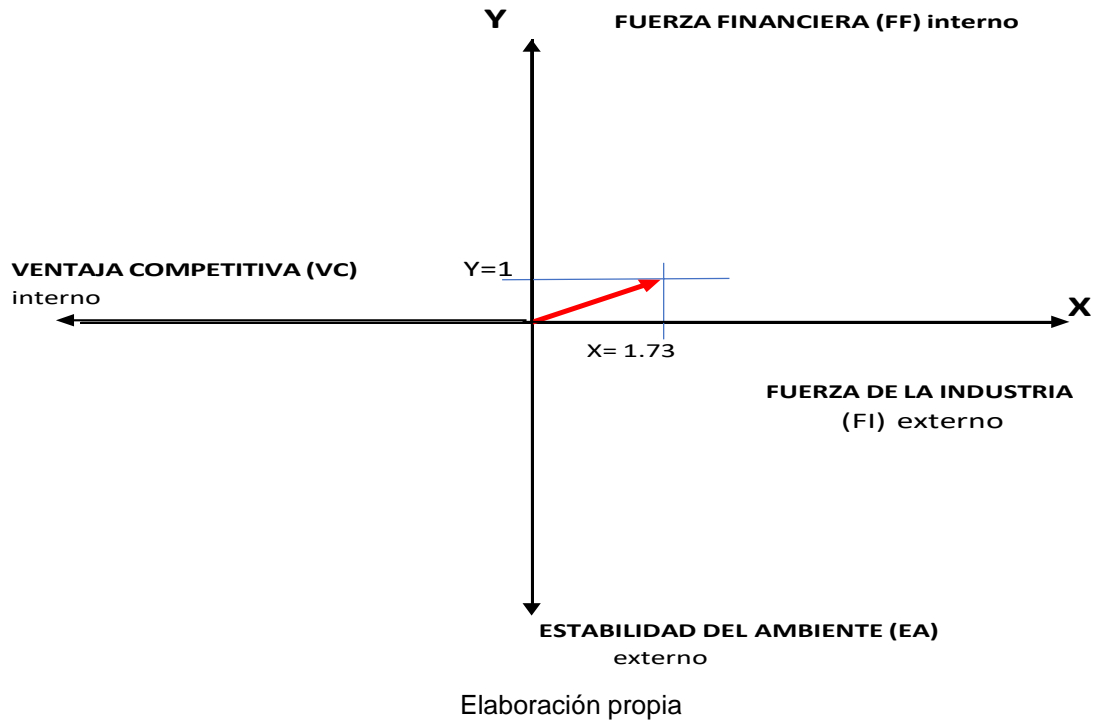 Y
FUERZA FINANCIERA (FF) interno
VENTAJA COMPETITIVA (VC)
interno
Y=1
X
X= 1.73
FUERZA DE LA INDUSTRIA
(FI) externo
ESTABILIDAD DEL AMBIENTE (EA)
externo
Elaboración propia